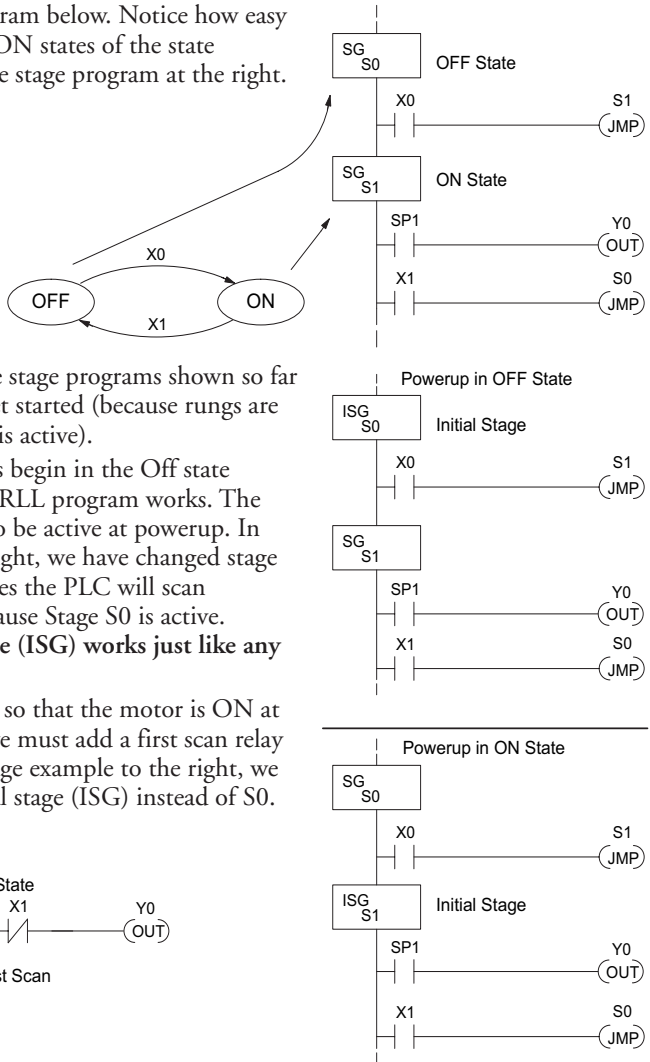 ram below. Notice how easy
ON states of the state
e stage program at the right.
X0
OFF
ON
X1
SG
S0
OFF State
X0
S1
JMP
SG
S1
ON State
SP1
Y0
OUT
X1
S0
JMP
e stage programs shown so far
et started (because rungs are
is active).
s begin in the Off state
RLL program works. The
o be active at powerup. In
ght, we have changed stage
es the PLC will scan
ause Stage S0 is active.
e (ISG) works just like any
so that the motor is ON at
e must add a first scan relay
ge example to the right, we
l stage (ISG) instead of S0.
State
X1
Y0
OUT
st Scan
Powerup in OFF State
ISG
S0
Initial Stage
X0
S1
JMP
SG
S1
SP1
Y0
OUT
X1
S0
JMP
Powerup in ON State
SG
S0
X0
S1
JMP
ISG
S1
Initial Stage
SP1
Y0
OUT
X1
S0
JMP